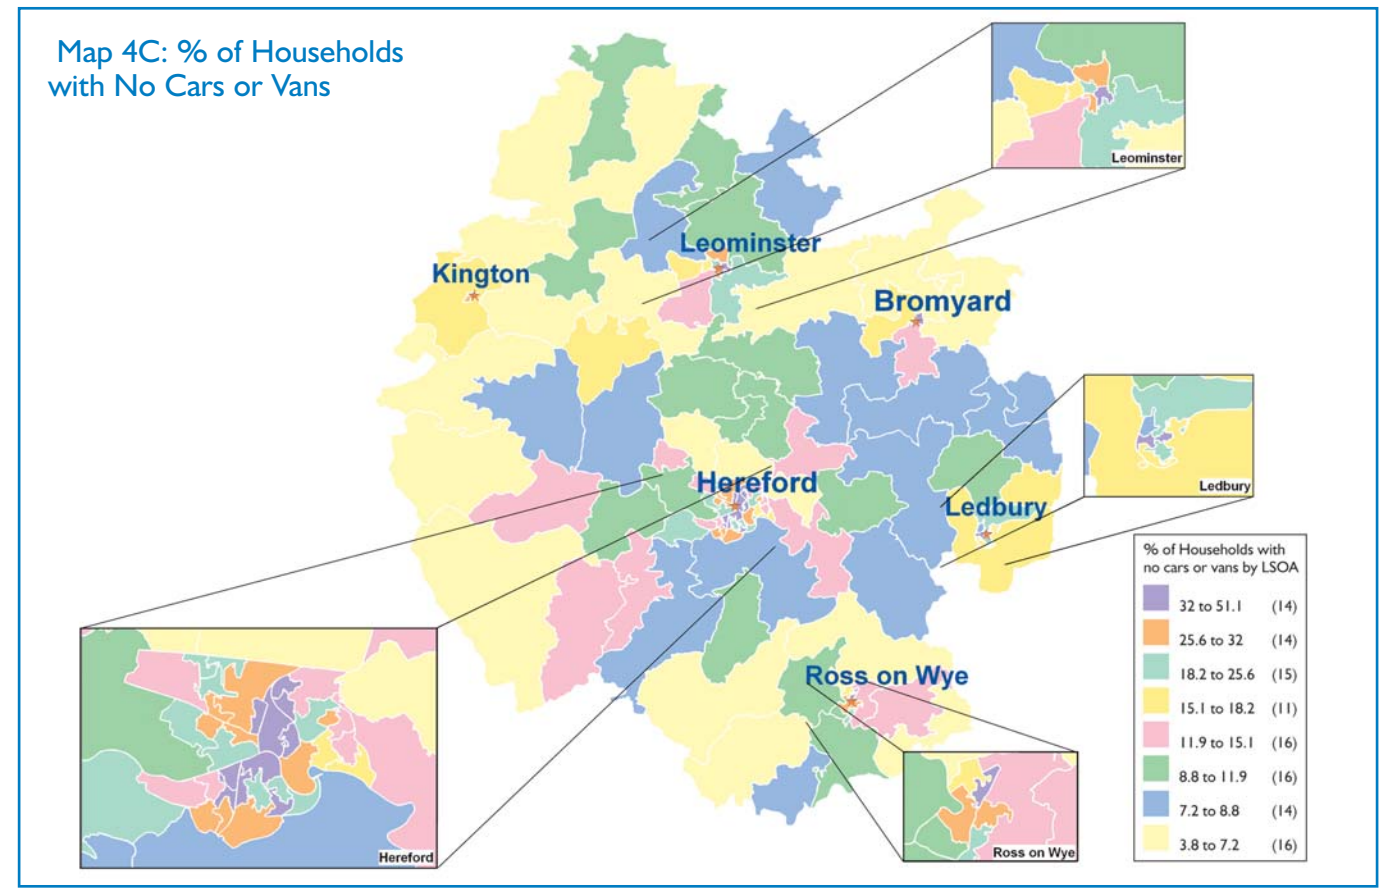 Map 4C: % of Households
with No Cars or Vans
Leominster
Leominster
Kington
Bromyard
Hereford
Ledbury
Ledbury
% of Households with
no cars or vans by LSOA
32 to 51.1 (14)
25.6 to 32 (14)
18.2 to 25.6 (15)
15.1 to 18.2 (11)
11.9 to 15.1 (16)
8.8 to 11.9 (16)
7.2 to 8.8 (14)
3.8 to 7.2 (16)
Ross on Wye
Ross on Wye
Hereford